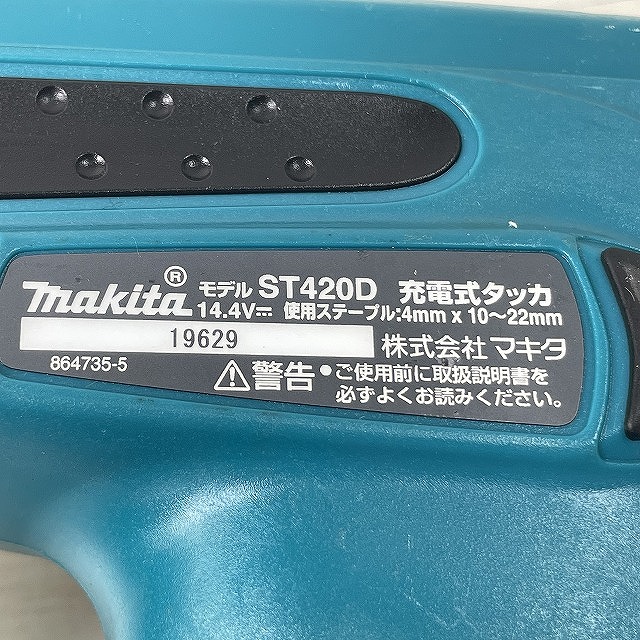 makita® モデル ST420D 充電式タッカ
14.4V⎓ 使用ステープル:4mm x 10~22mm
19629 株式会社 マキタ
864735-5 ⚠警告 •ご使用前に取扱説明書を
必ずよくお読みください。